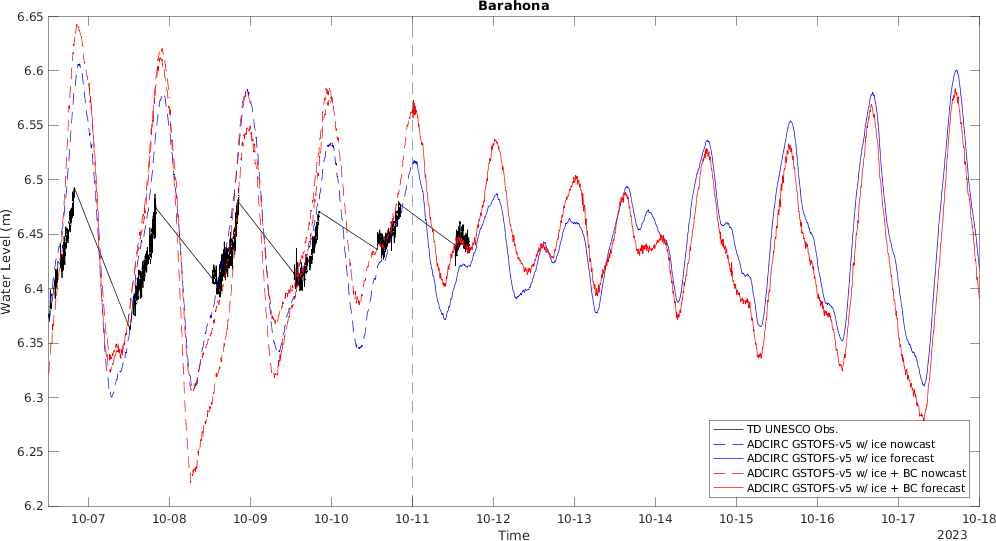 Barahona
6.65
6.6
6.55
6.5
6.45
6.4
6.35
6.3
6.25
6.2
Water Level (m)
TD UNESCO Obs.
ADCIRC GSTOFS-v5 w/ ice nowcast
ADCIRC GSTOFS-v5 w/ ice forecast
ADCIRC GSTOFS-v5 w/ ice + BC nowcast
ADCIRC GSTOFS-v5 w/ ice + BC forecast
10-07 10-08 10-09 10-10 10-11 10-12 10-13 10-14 10-15 10-16 10-17 10-18
Time
2023